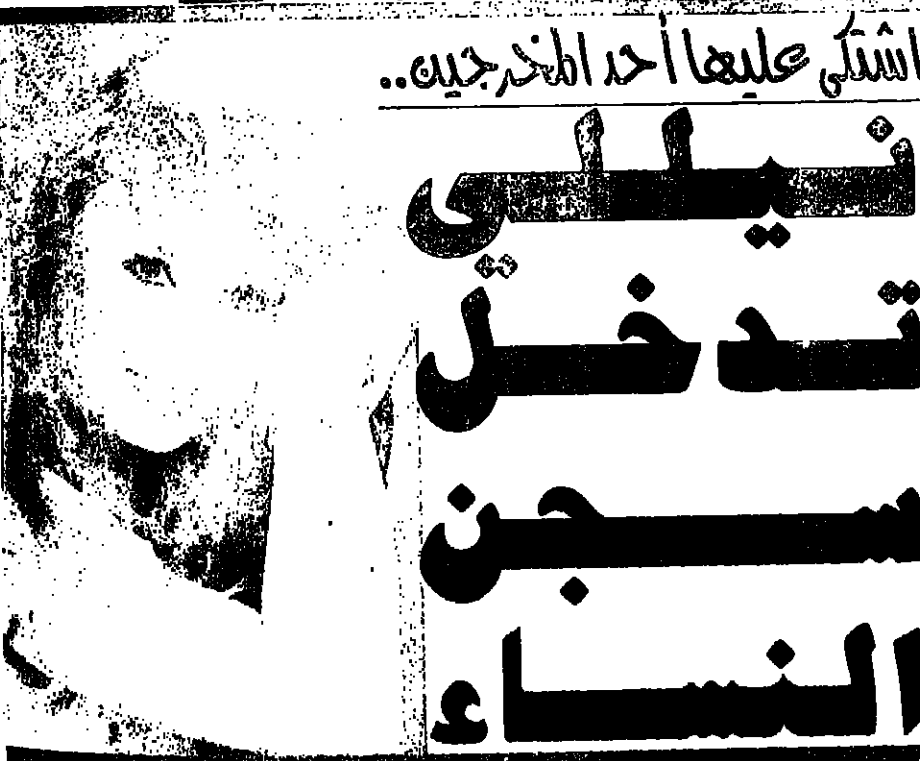 اشتكى عليها أحد المخرجين..
نيللى
تدخل
سجن
النساء